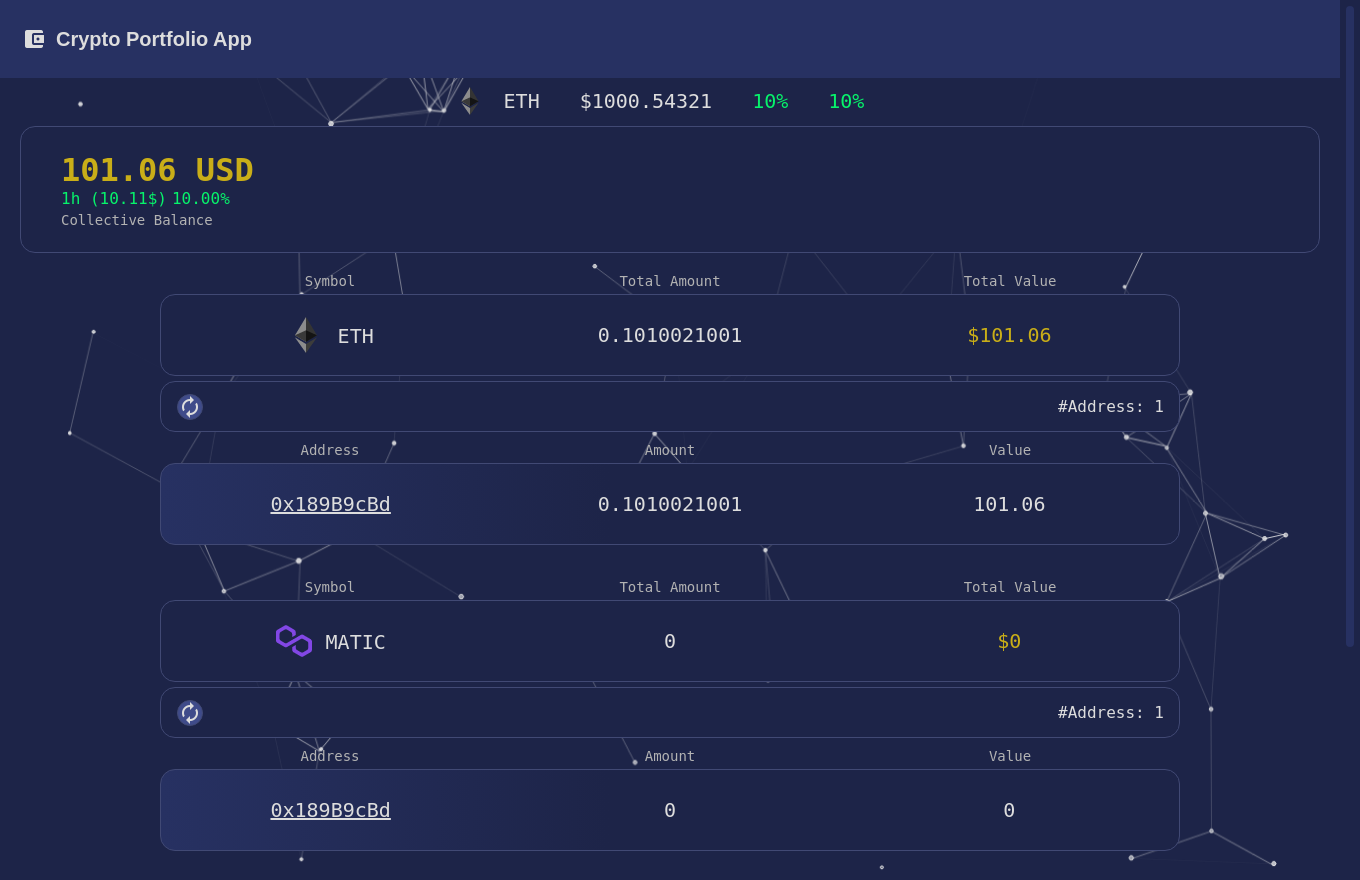 Crypto Portfolio App
ETH $1000.54321 10% 10%
101.06 USD
1h (10.11$) 10.00%
Collective Balance
Symbol Total Amount Total Value
ETH 0.1010021001 $101.06
#Address: 1
Address Amount Value
0x189B9cBd 0.1010021001 101.06
Symbol Total Amount Total Value
MATIC 0 $0
#Address: 1
Address Amount Value
0x189B9cBd 0 0